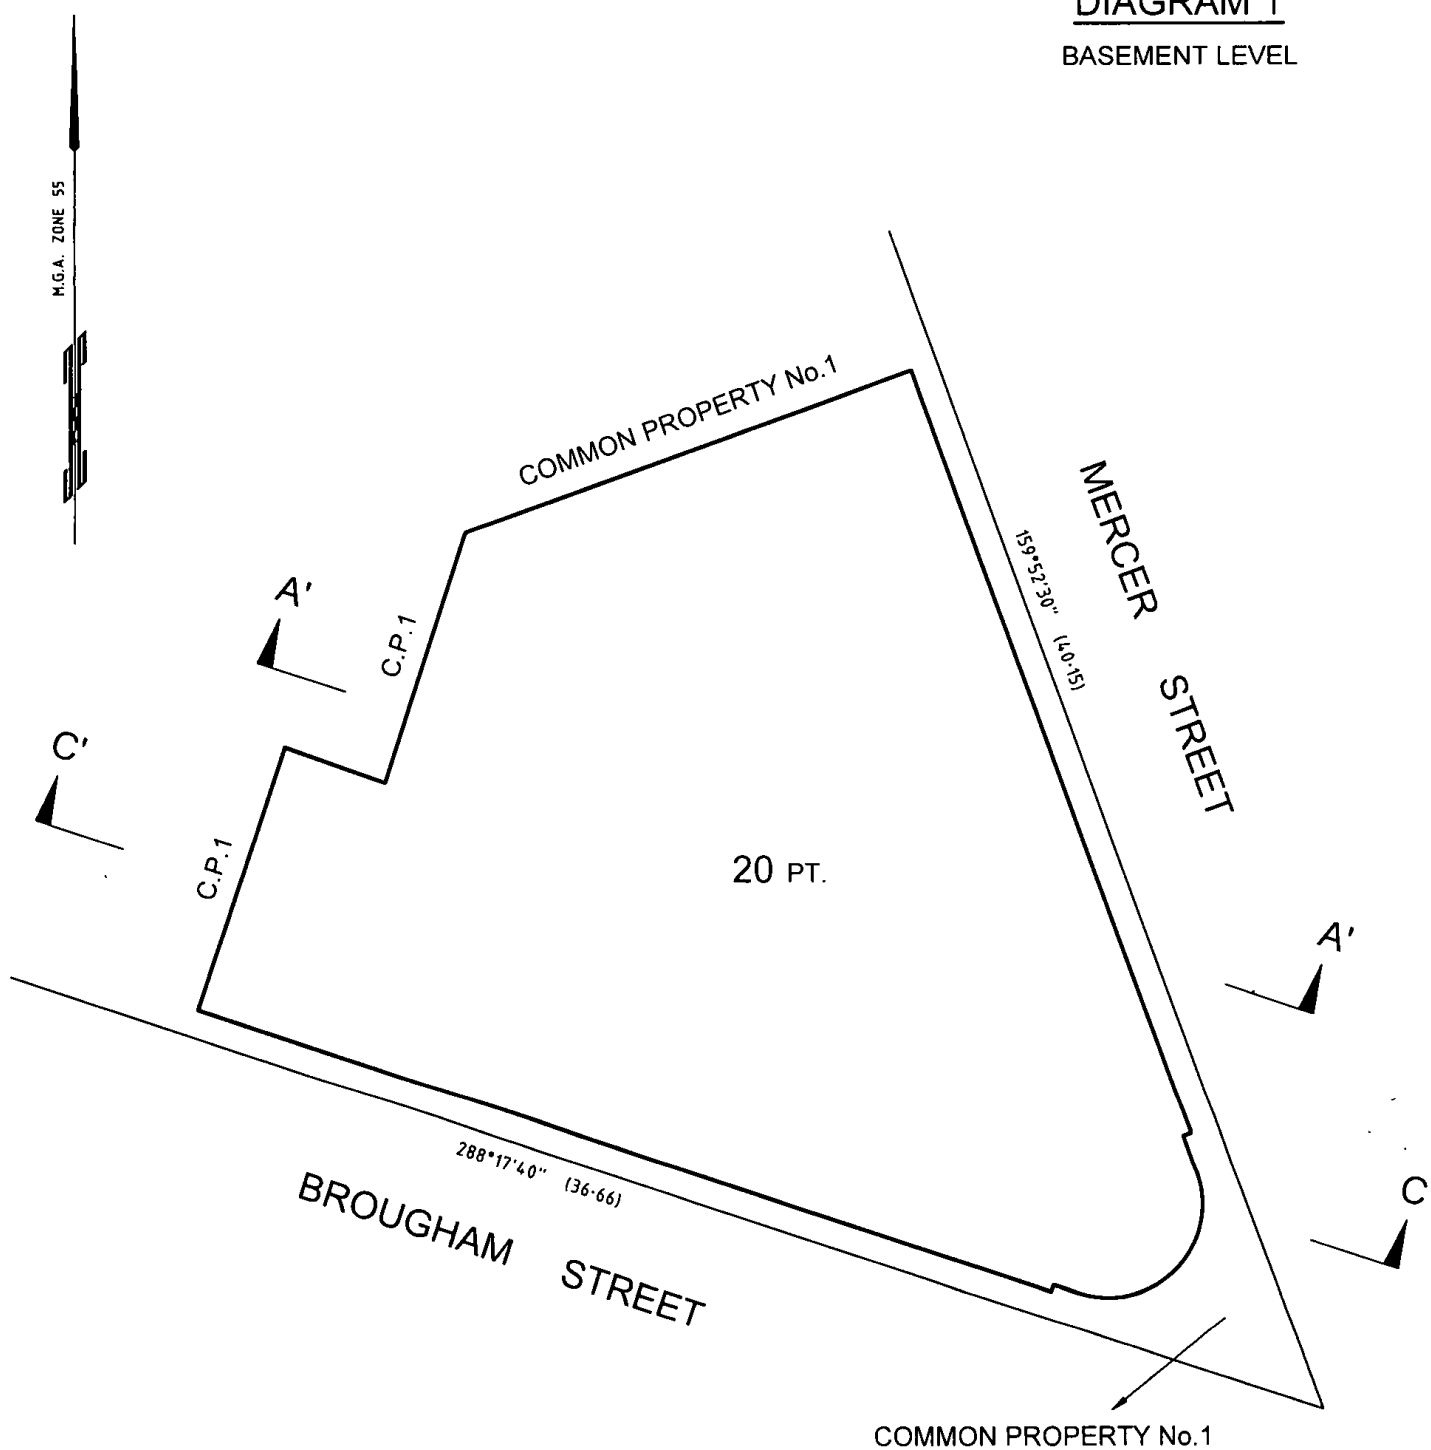 DIAGRAM 1
BASEMENT LEVEL
M.G.A. ZONE 55
COMMON PROPERTY No.1
MERCER STREET
159°52'30" (40·15)
A'
C.P.1
C'
C.P.1
20 PT.
A'
288°17'40" (36·66)
BROUGHAM STREET
C
COMMON PROPERTY No.1